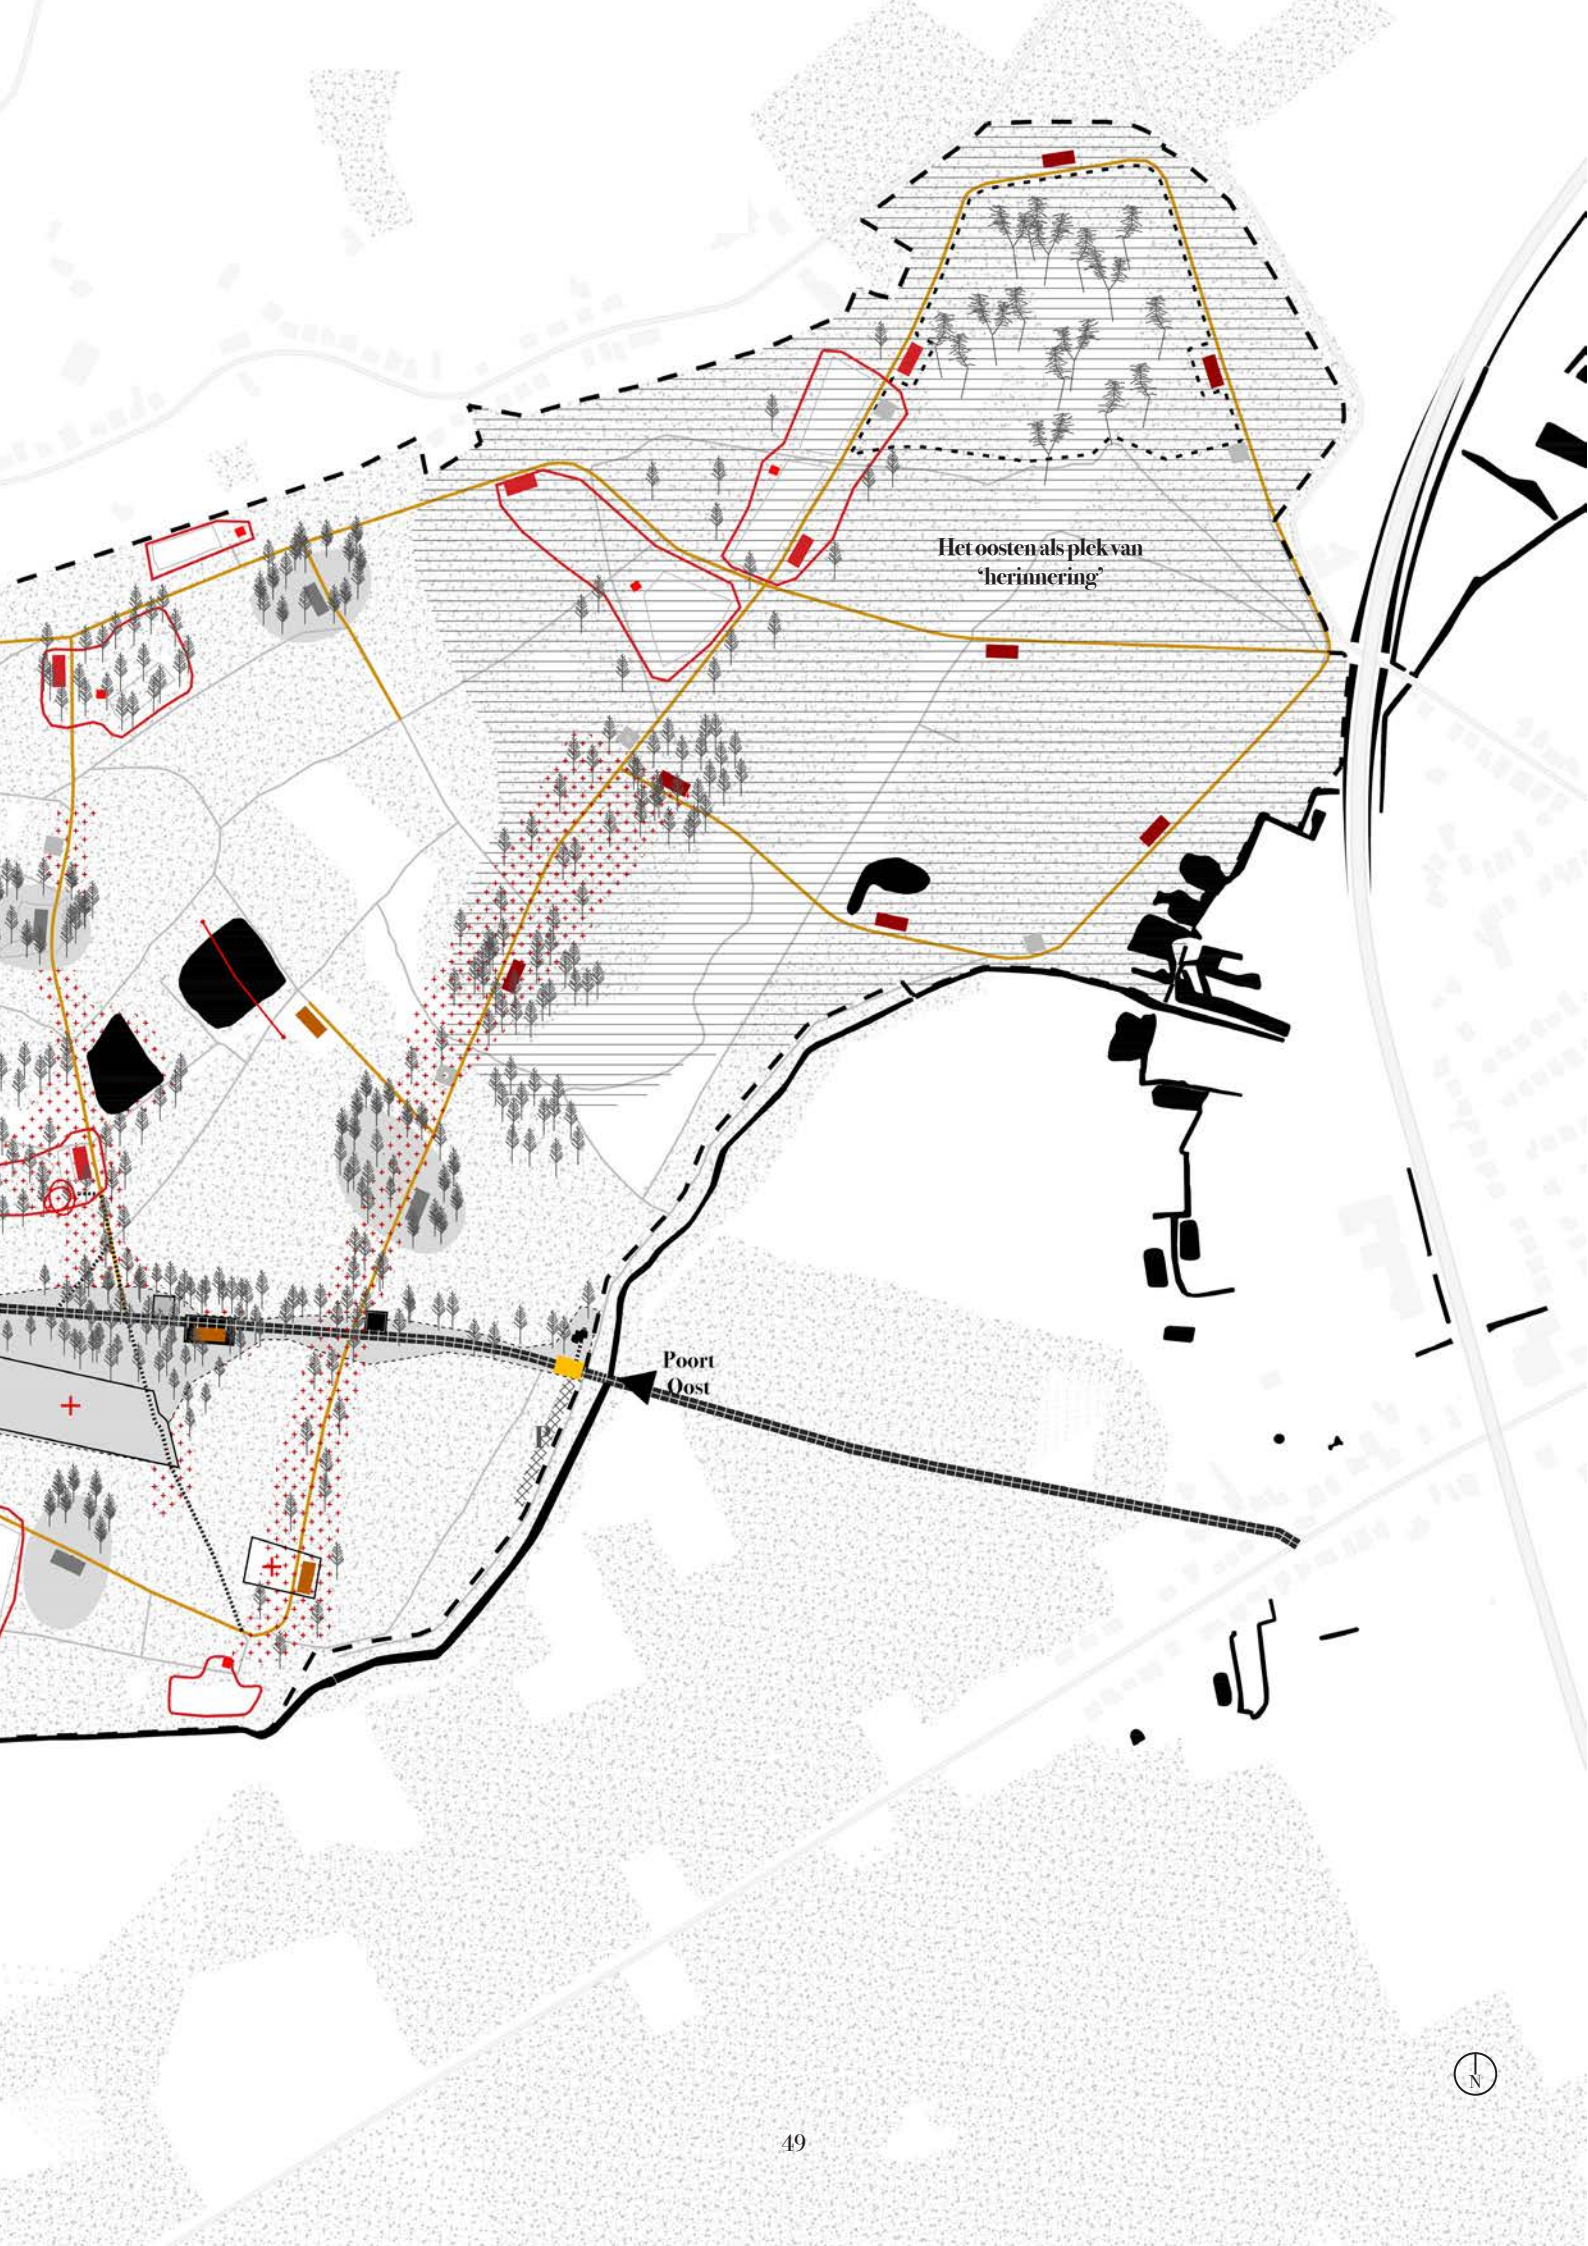 Het oosten als plek van
‘herinnering’
Poort
Oost
P
N
49